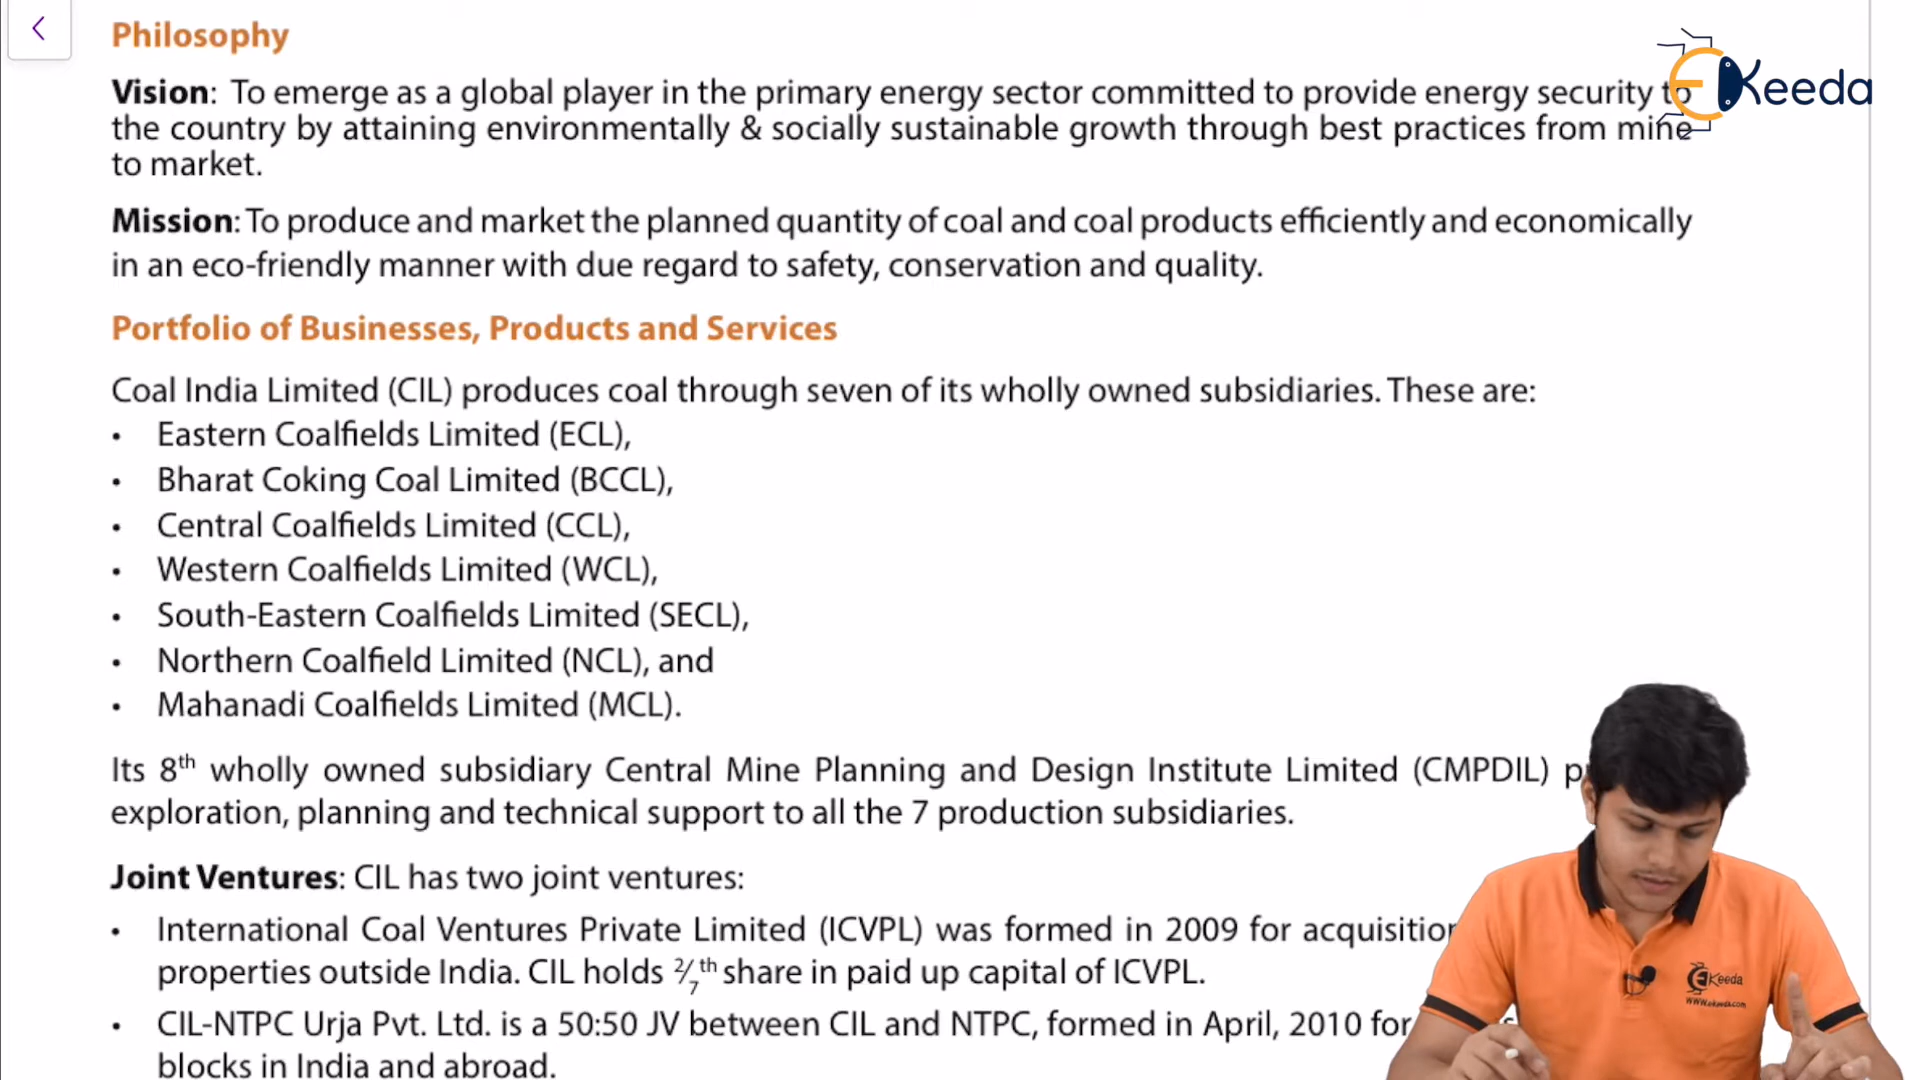 Philosophy
EKeeda
Vision: To emerge as a global player in the primary energy sector committed to provide energy security to
the country by attaining environmentally & socially sustainable growth through best practices from mine
to market.
Mission: To produce and market the planned quantity of coal and coal products efficiently and economically
in an eco-friendly manner with due regard to safety, conservation and quality.
Portfolio of Businesses, Products and Services
Coal India Limited (CIL) produces coal through seven of its wholly owned subsidiaries. These are:
• Eastern Coalfields Limited (ECL),
• Bharat Coking Coal Limited (BCCL),
• Central Coalfields Limited (CCL),
• Western Coalfields Limited (WCL),
• South-Eastern Coalfields Limited (SECL),
• Northern Coalfield Limited (NCL), and
• Mahanadi Coalfields Limited (MCL).
Its 8th wholly owned subsidiary Central Mine Planning and Design Institute Limited (CMPDIL)
exploration, planning and technical support to all the 7 production subsidiaries.
Joint Ventures: CIL has two joint ventures:
• International Coal Ventures Private Limited (ICVPL) was formed in 2009 for acquisition
properties outside India. CIL holds 2/7th share in paid up capital of ICVPL.
• CIL-NTPC Urja Pvt. Ltd. is a 50:50 JV between CIL and NTPC, formed in April, 2010 for
blocks in India and abroad.
EKeeda
www.ekeeda.com